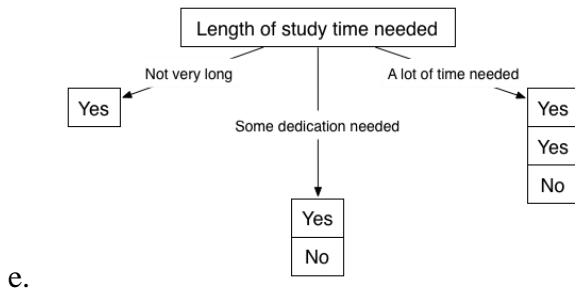 Length of study time needed
Not very long
A lot of time needed
Yes
Yes
Some dedication needed
Yes
No
Yes
No
e.